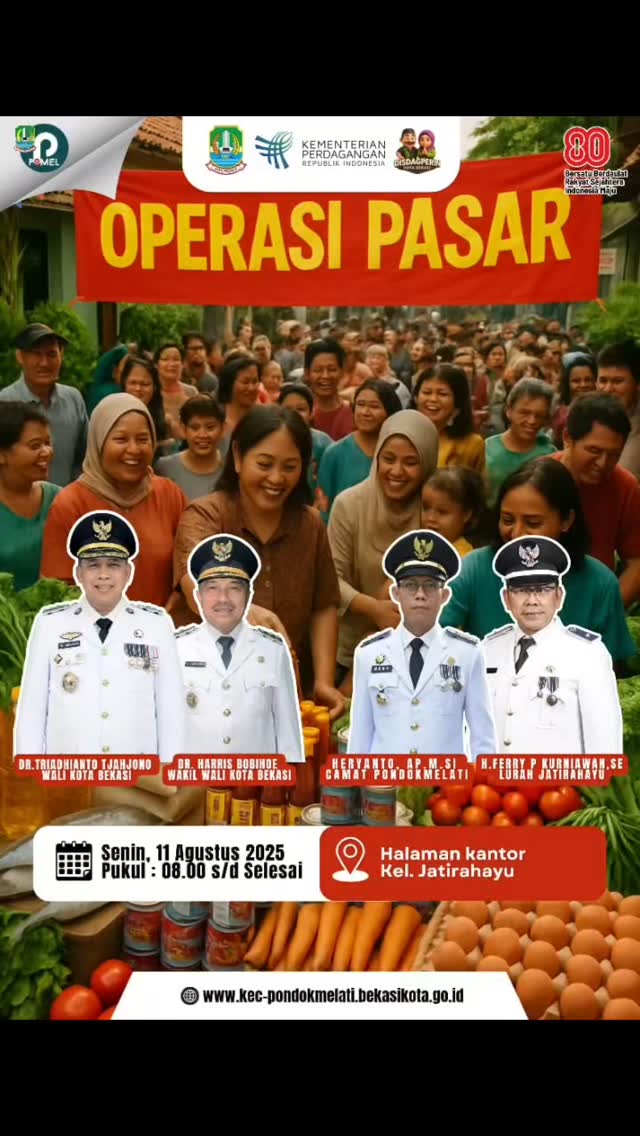 POMEL
KEMENTERIAN
PERDAGANGAN
REPUBLIK INDONESIA
DISDAGPERIN
KOTA BEKASI
80
Bersatu Berdaulat
Rakyat Sejahtera
Indonesia Maju
OPERASI PASAR
DR.TRIADHIANTO TJAHJONO
WALI KOTA BEKASI
DR. HARRIS BOBIHOE
WAKIL WALI KOTA BEKASI
HERYANTO, AP,M.SI
CAMAT PONDOKMELATI
H.FERRY P KURNIAWAN,SE
LURAH JATIRAHAYU
Senin, 11 Agustus 2025
Pukul : 08.00 s/d Selesai
Halaman kantor
Kel. Jatirahayu
www.kec-pondokmelati.bekasikota.go.id